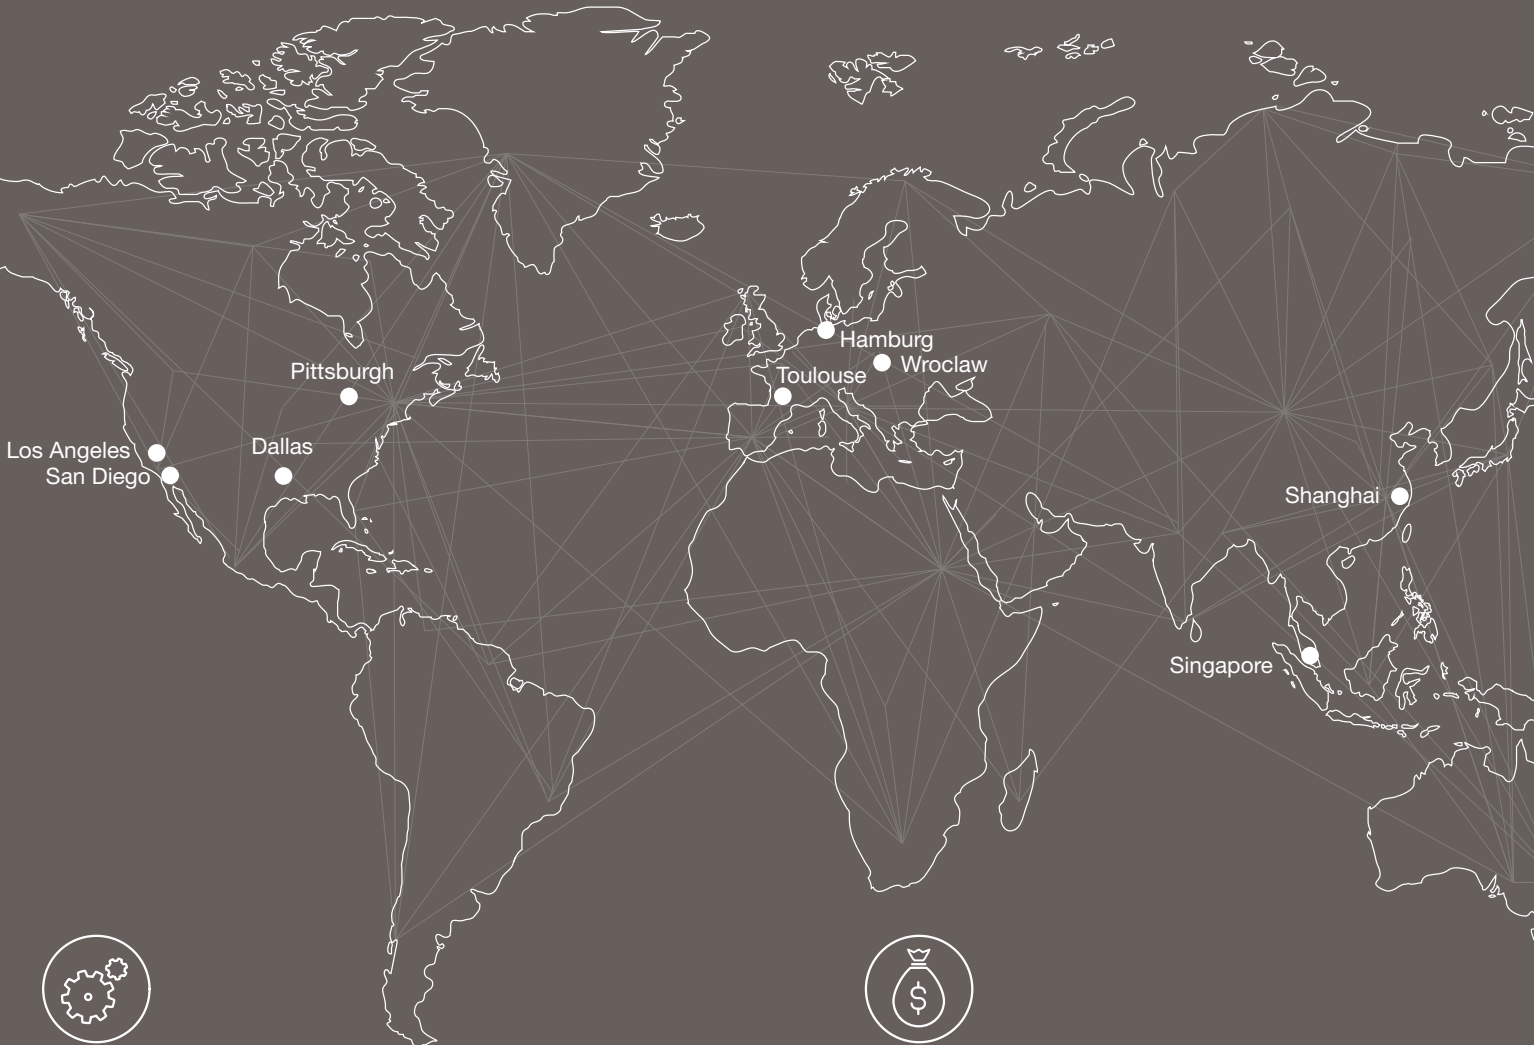 Hamburg
Wroclaw
Pittsburgh
Toulouse
Los Angeles
Dallas
San Diego
Shanghai
Singapore
$